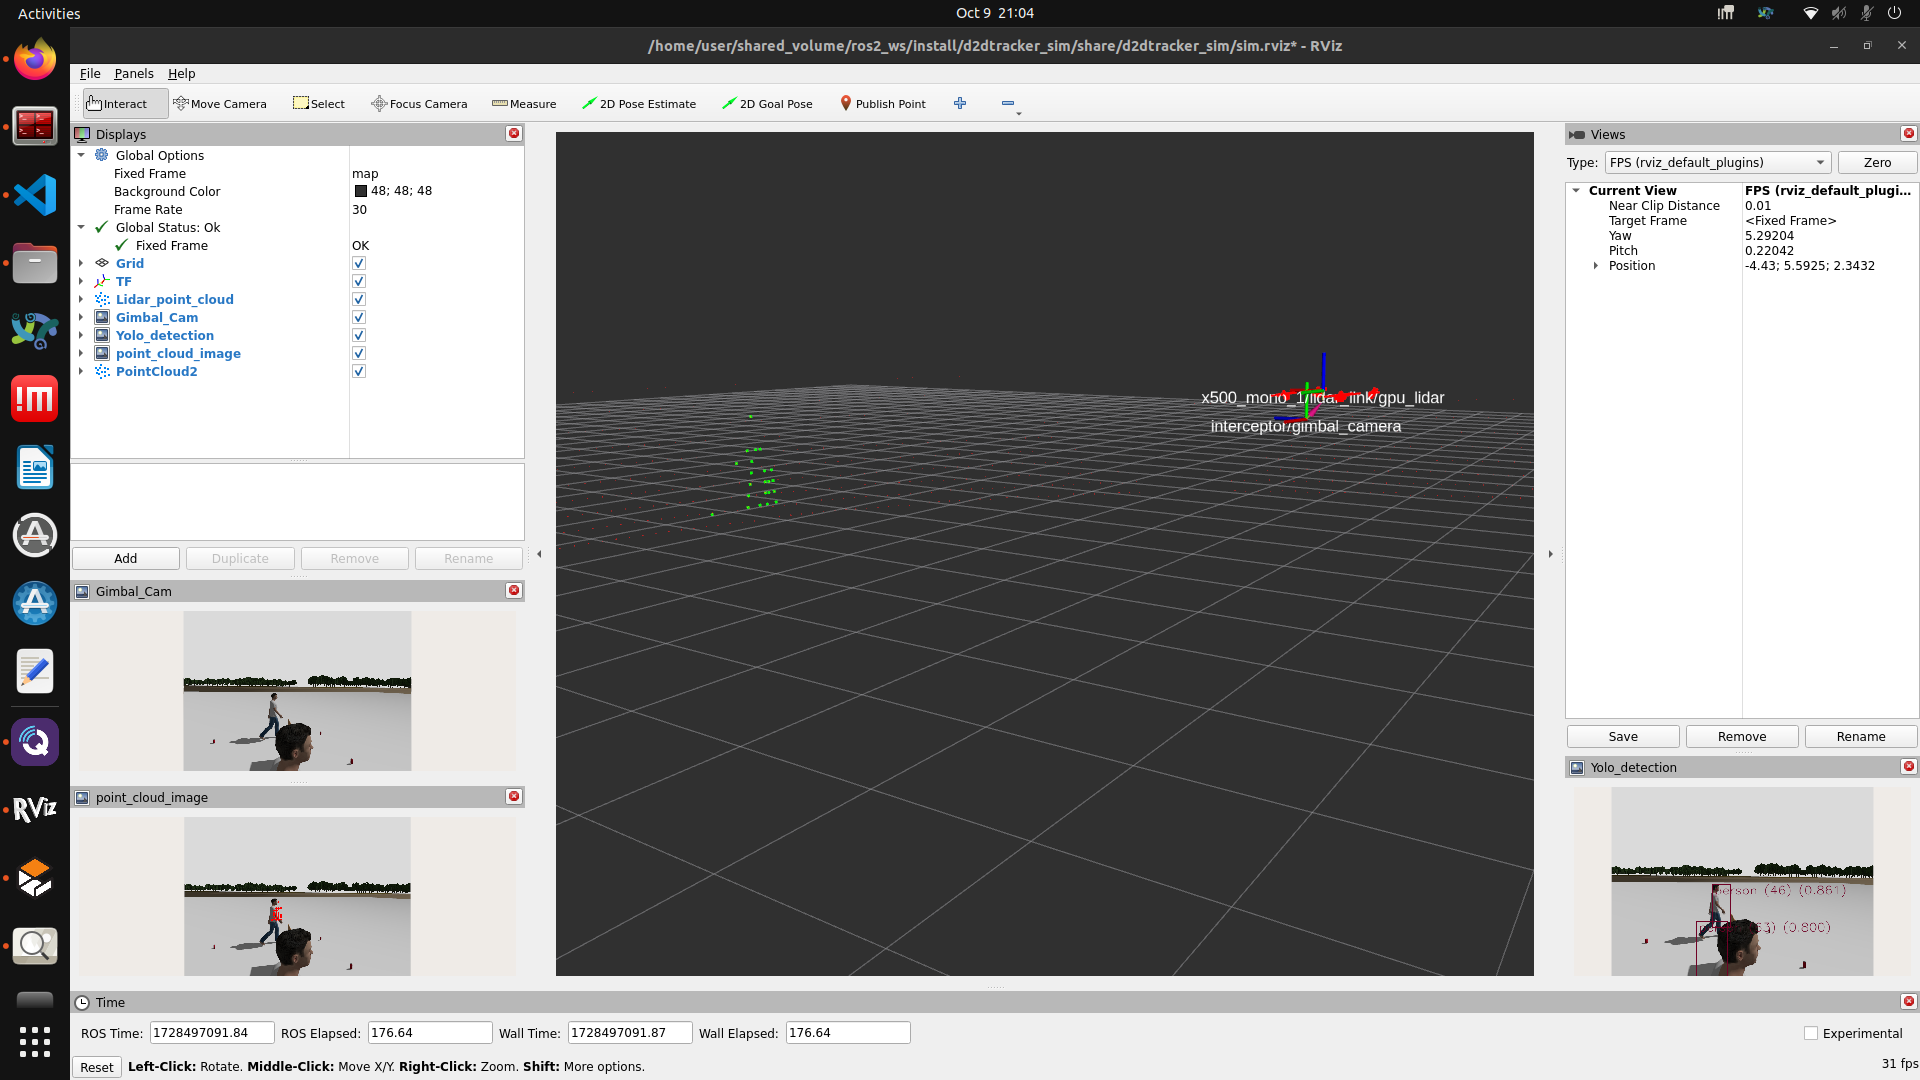 Activities
Oct 9 21:04
/home/user/shared_volume/ros2_ws/install/d2dtracker_sim/share/d2dtracker_sim/sim.rviz* - RViz
File Panels Help
Interact Move Camera Select Focus Camera Measure 2D Pose Estimate 2D Goal Pose Publish Point
Displays
Global Options
Fixed Frame map
Background Color 48; 48; 48
Frame Rate 30
Global Status: Ok
Fixed Frame OK
Grid
TF
Lidar_point_cloud
Gimbal_Cam
Yolo_detection
point_cloud_image
PointCloud2
Add Duplicate Remove Rename
Gimbal_Cam
point_cloud_image
x500_mono_1/lidar_link/gpu_lidar
interceptor/gimbal_camera
Views
Type: FPS (rviz_default_plugins) Zero
Current View FPS (rviz_default_plugi...
Near Clip Distance 0.01
Target Frame <Fixed Frame>
Yaw 5.29204
Pitch 0.22042
Position -4.43; 5.5925; 2.3432
Save Remove Rename
Yolo_detection
person (46) (0.861)
(0.800)
RViz
Time
ROS Time: 1728497091.84 ROS Elapsed: 176.64 Wall Time: 1728497091.87 Wall Elapsed: 176.64 Experimental
Reset Left-Click: Rotate. Middle-Click: Move X/Y. Right-Click: Zoom. Shift: More options. 31 fps